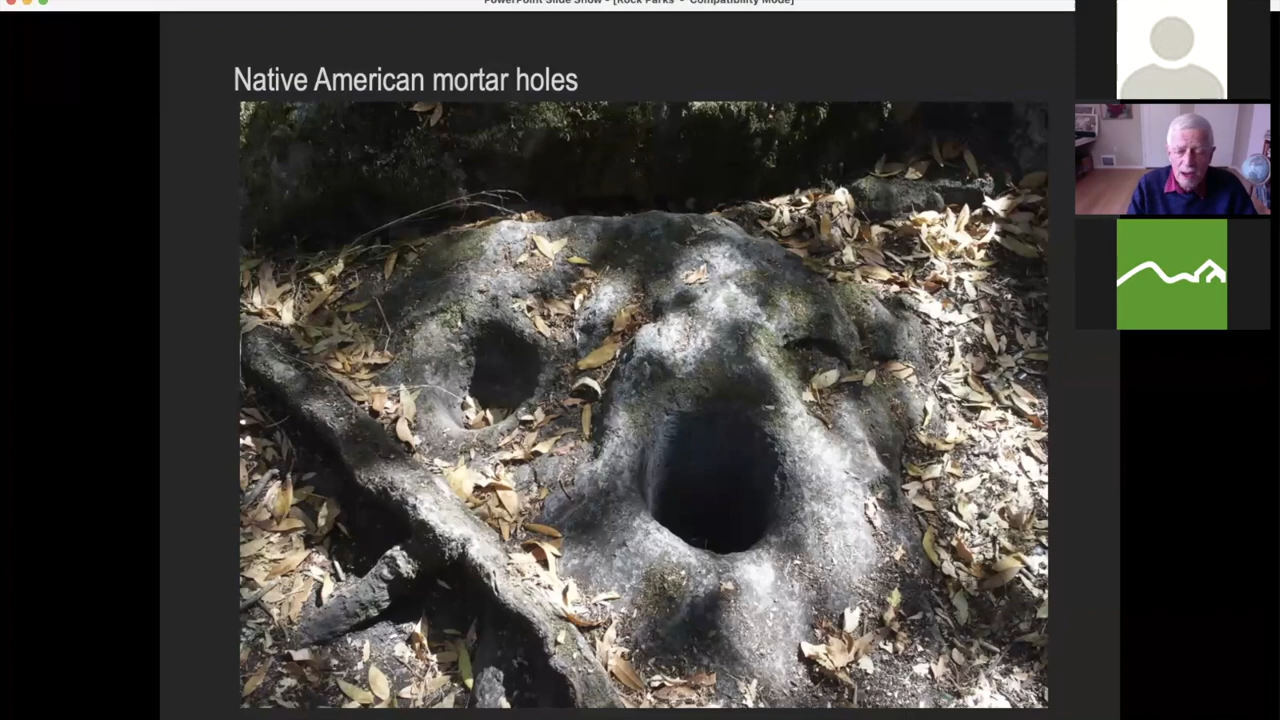 PowerPoint Slide Show - [Rock Parks - Compatibility Mode]
Native American mortar holes